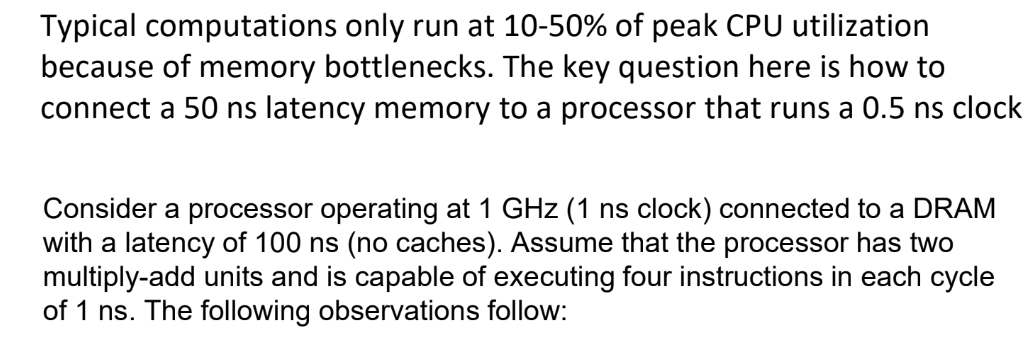 Typical computations only run at 10-50% of peak CPU utilization
because of memory bottlenecks. The key question here is how to
connect a 50 ns latency memory to a processor that runs a 0.5 ns clock
Consider a processor operating at 1 GHz (1 ns clock) connected to a DRAM
with a latency of 100 ns (no caches). Assume that the processor has two
multiply-add units and is capable of executing four instructions in each cycle
of 1 ns. The following observations follow: